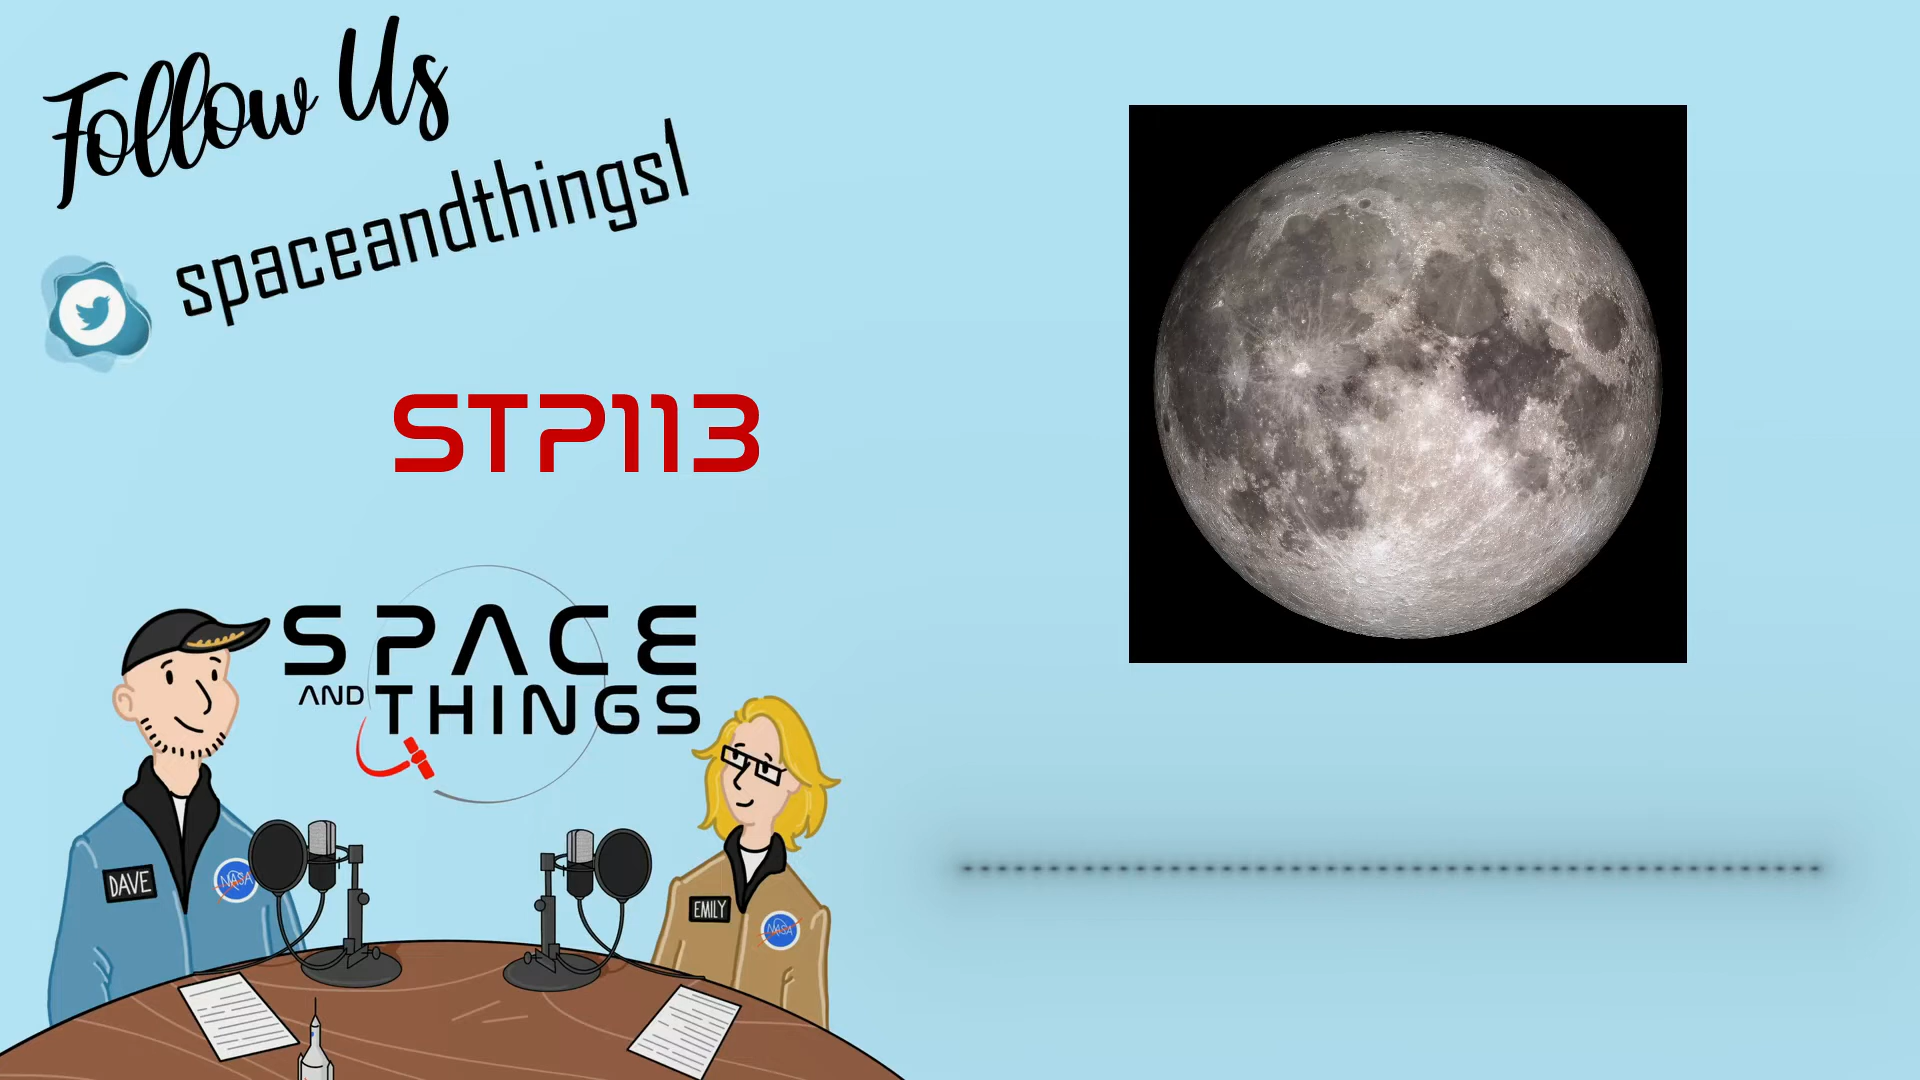 Follow Us
spaceandthings1
STP113
SPACE
AND THINGS
DAVE
NASA
EMILY
NASA